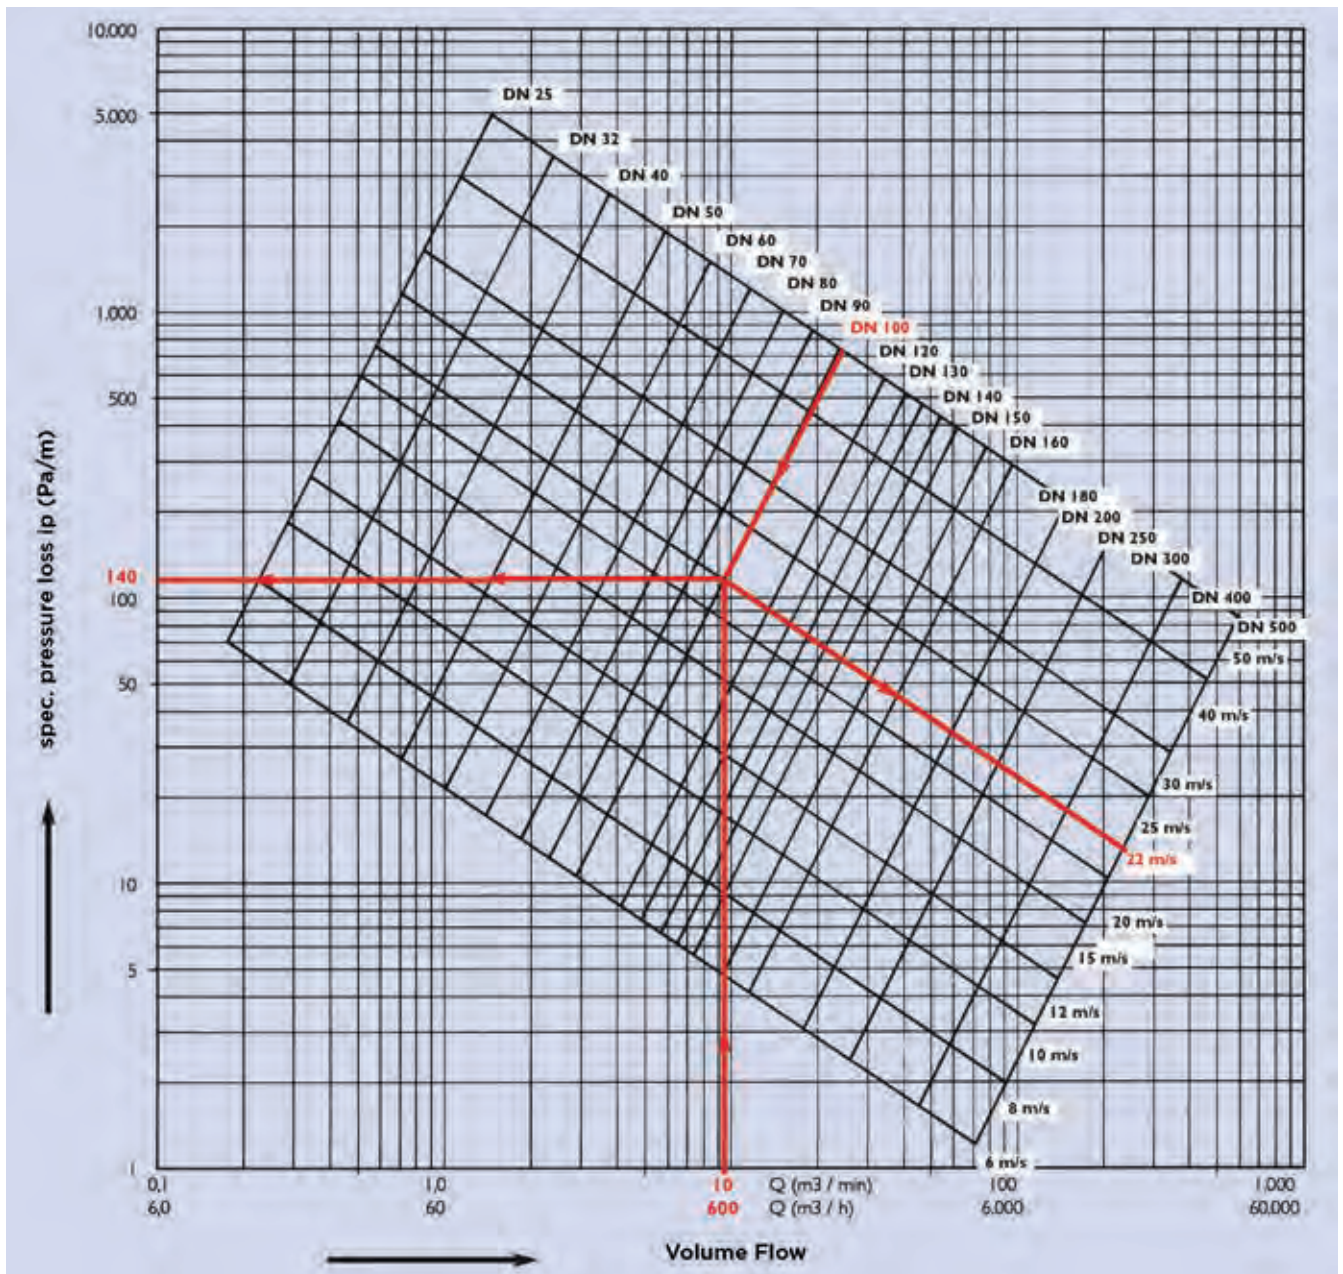 10.000
DN 25
5.000
DN 32
DN 40
DN 50
DN 60
DN 70
DN 80
DN 90
1.000
DN 100
DN 120
DN 130
500
DN 140
DN 150
DN 160
DN 180
DN 200
DN 250
DN 300
140
100
DN 400
DN 500
50 m/s
50
40 m/s
30 m/s
25 m/s
22 m/s
10
20 m/s
15 m/s
5
12 m/s
10 m/s
8 m/s
6 m/s
1
spec. pressure loss ip (Pa/m)
0,1 1,0 10 Q (m3 / min) 100 1.000
6,0 60 600 Q (m3 / h) 6.000 60.000
Volume Flow